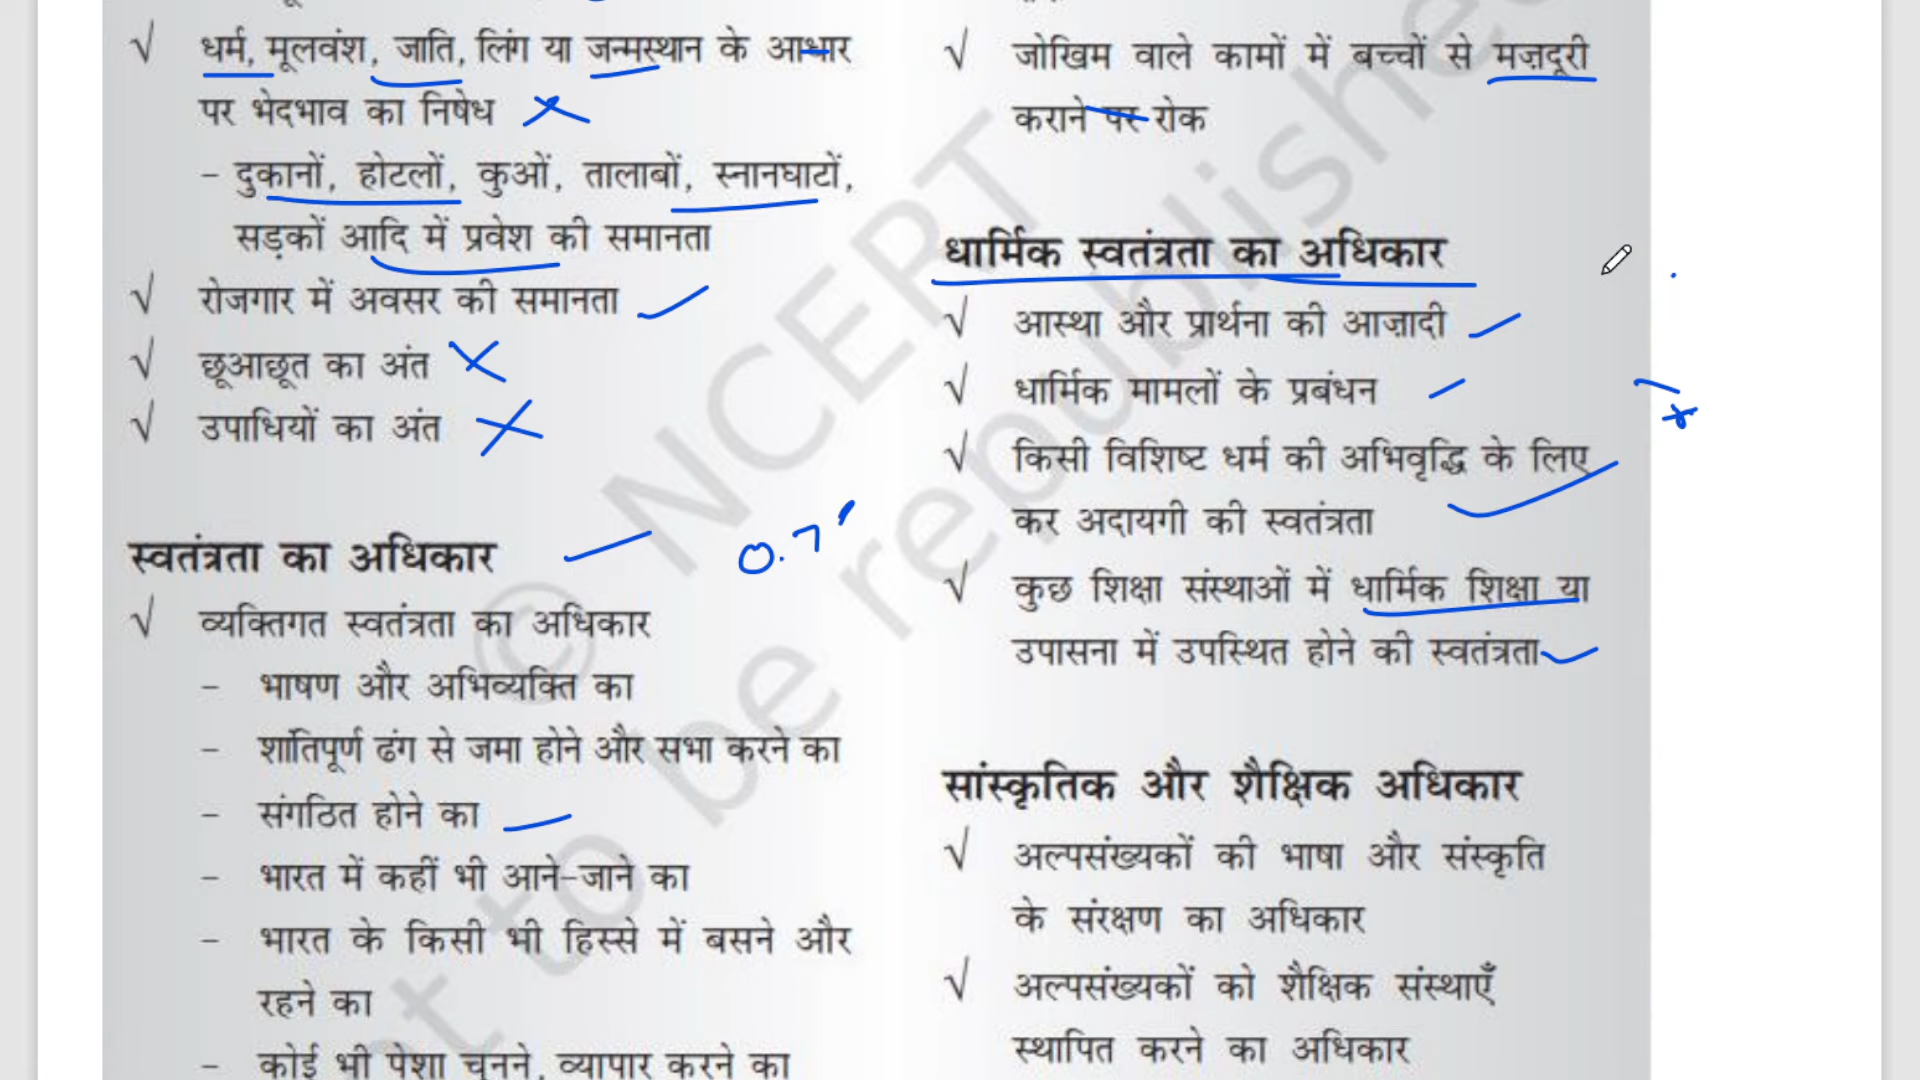 √ धर्म, मूलवंश, जाति, लिंग या जन्मस्थान के आधार
पर भेदभाव का निषेध
– दुकानों, होटलों, कुओं, तालाबों, स्नानघाटों,
सड़कों आदि में प्रवेश की समानता
√ रोजगार में अवसर की समानता
√ छूआछूत का अंत
√ उपाधियों का अंत
स्वतंत्रता का अधिकार
0.7'
√ व्यक्तिगत स्वतंत्रता का अधिकार
– भाषण और अभिव्यक्ति का
– शांतिपूर्ण ढंग से जमा होने और सभा करने का
– संगठित होने का
– भारत में कहीं भी आने–जाने का
– भारत के किसी भी हिस्से में बसने और
रहने का
– कोई भी पेशा चुनने, व्यापार करने का
√ जोखिम वाले कामों में बच्चों से मज़दूरी
कराने पर रोक
धार्मिक स्वतंत्रता का अधिकार
√ आस्था और प्रार्थना की आज़ादी
√ धार्मिक मामलों के प्रबंधन
√ किसी विशिष्ट धर्म की अभिवृद्धि के लिए
कर अदायगी की स्वतंत्रता
√ कुछ शिक्षा संस्थाओं में धार्मिक शिक्षा या
उपासना में उपस्थित होने की स्वतंत्रता
सांस्कृतिक और शैक्षिक अधिकार
√ अल्पसंख्यकों की भाषा और संस्कृति
के संरक्षण का अधिकार
√ अल्पसंख्यकों को शैक्षिक संस्थाएँ
स्थापित करने का अधिकार
© NCERT
not to be republished